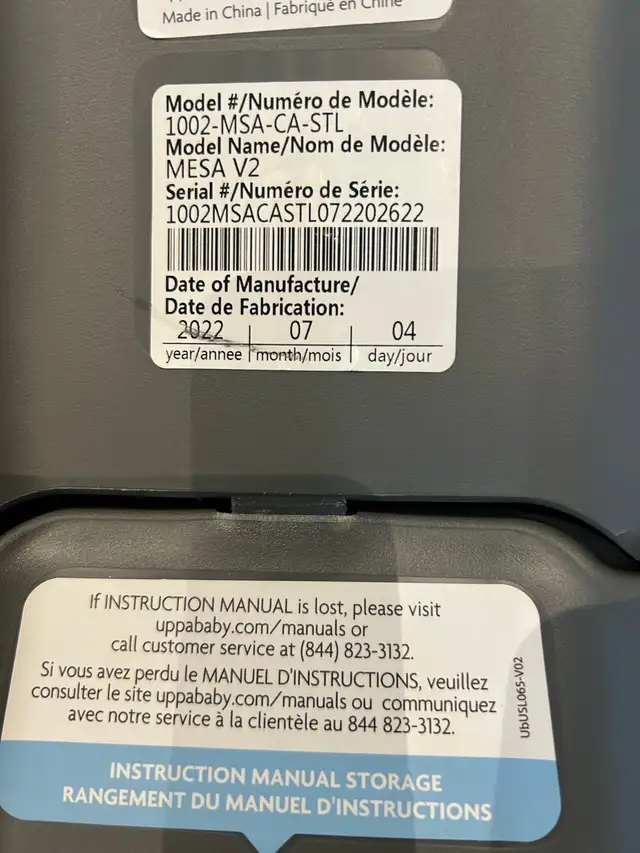 Made in China | Fabriqué en Chine
Model #/Numéro de Modèle:
1002-MSA-CA-STL
Model Name/Nom de Modèle:
MESA V2
Serial #/Numéro de Série:
1002MSACASTL072202622
Date of Manufacture/
Date de Fabrication:
2022 | 07 | 04
year/annee | month/mois | day/jour
If INSTRUCTION MANUAL is lost, please visit
uppababy.com/manuals or
call customer service at (844) 823-3132.
Si vous avez perdu le MANUEL D'INSTRUCTIONS, veuillez
consulter le site uppababy.com/manuals ou communiquez
avec notre service à la clientèle au 844 823-3132.
UbUSL065-V02
INSTRUCTION MANUAL STORAGE
RANGEMENT DU MANUEL D'INSTRUCTIONS